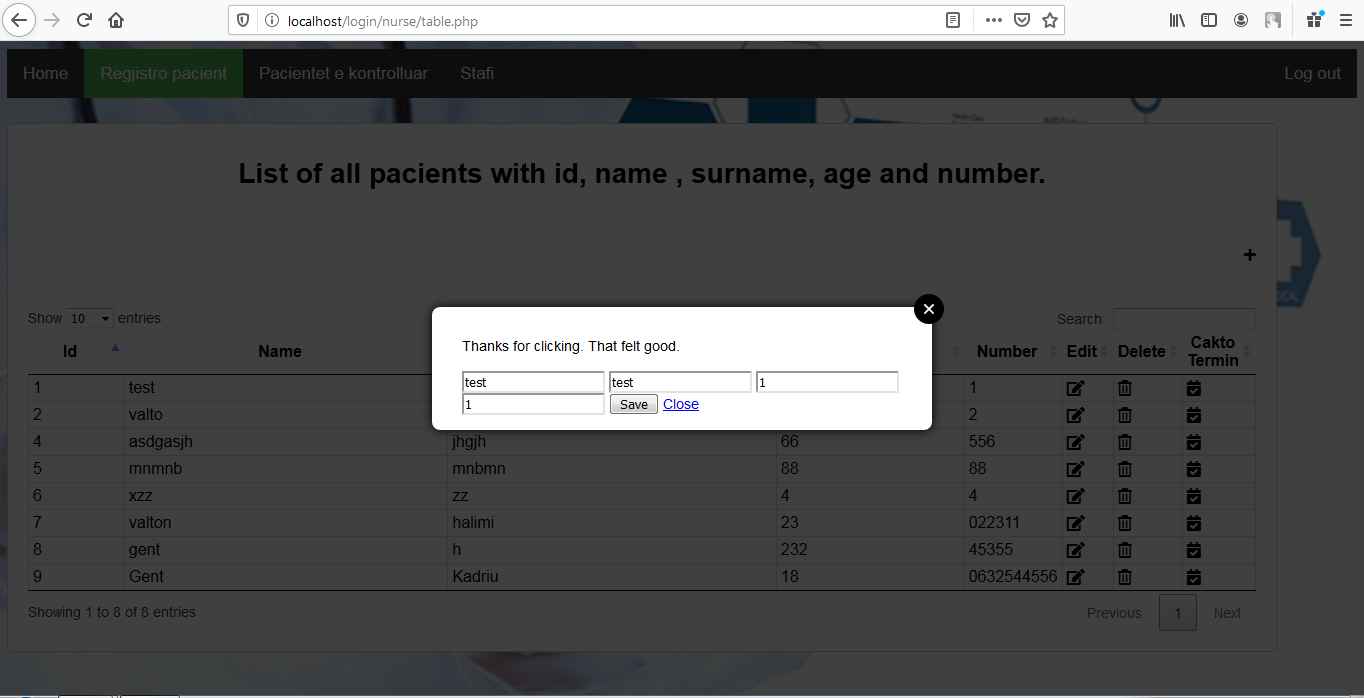 localhost/login/nurse/table.php
Home Regjistro pacient Pacientet e kontrolluar Stafi Log out
List of all pacients with id, name , surname, age and number.
+
Show 10 entries Search:
Id Name Number Edit Delete Cakto Termin
Thanks for clicking. That felt good.
test test 1
1 Save Close
1 test 1
2 valto 2
4 asdgasjh jhgjh 66 556
5 mnmnb mnbmn 88 88
6 xzz zz 4 4
7 valton halimi 23 022311
8 gent h 232 45355
9 Gent Kadriu 18 0632544556
Showing 1 to 8 of 8 entries Previous 1 Next